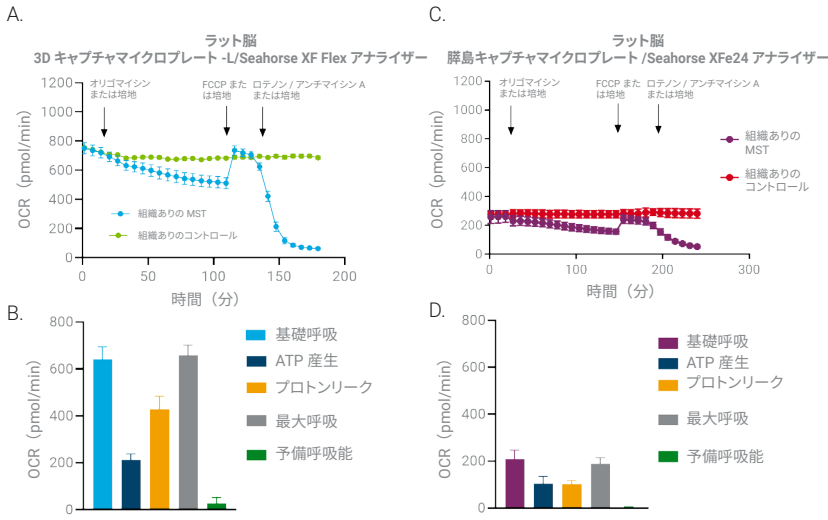 A.
ラット脳
3D キャプチャマイクロプレート -L/Seahorse XF Flex アナライザー
1200
1000
800
600
400
200
0
OCR（pmol/min）
オリゴマイシン
または培地
FCCP また
は培地
ロテノン / アンチマイシン A
または培地
組織ありの MST
組織ありのコントロール
0
50
100
150
200
時間（分）
C.
ラット脳
膵島キャプチャマイクロプレート /Seahorse XFe24 アナライザー
1200
1000
800
600
400
200
0
OCR（pmol/min）
オリゴマイシン
または培地
FCCP また
は培地
ロテノン / アンチマイシン A
または培地
組織ありの
MST
組織ありの
コントロール
0
100
200
300
時間（分）
B.
800
600
400
200
0
OCR（pmol/min）
基礎呼吸
ATP 産生
プロトンリーク
最大呼吸
予備呼吸能
D.
800
600
400
200
0
OCR（pmol/min）
基礎呼吸
ATP 産生
プロトンリーク
最大呼吸
予備呼吸能